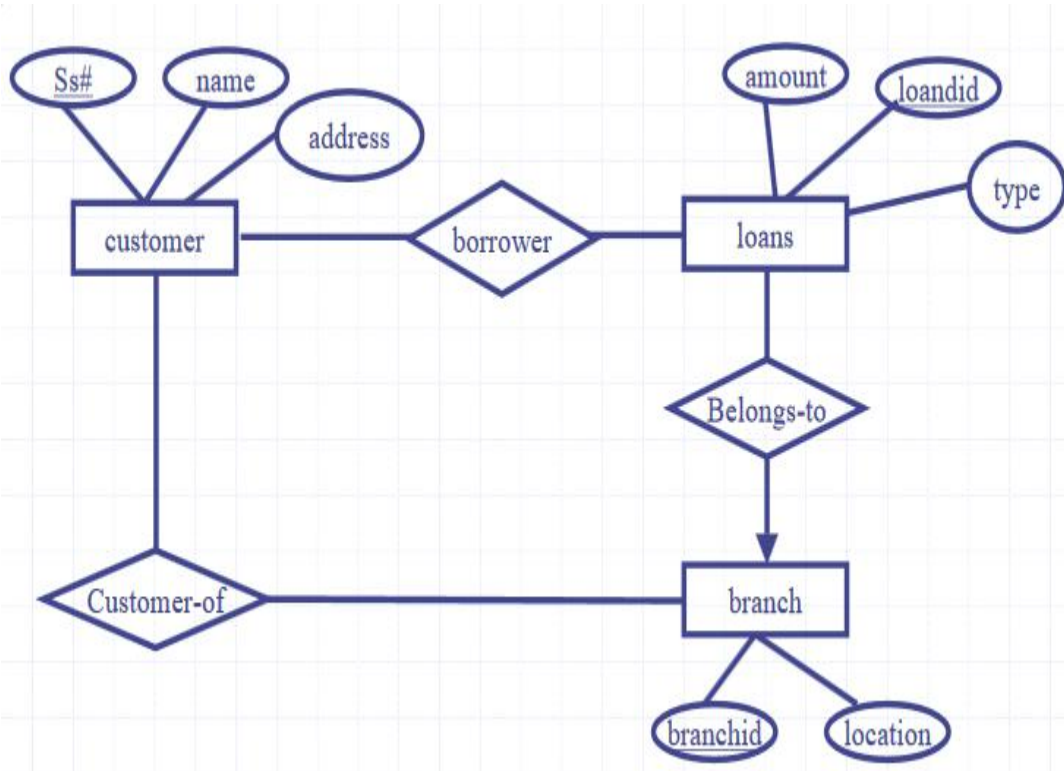 Ss#
name
address
amount
loandid
type
customer
borrower
loans
Belongs-to
Customer-of
branch
branchid
location